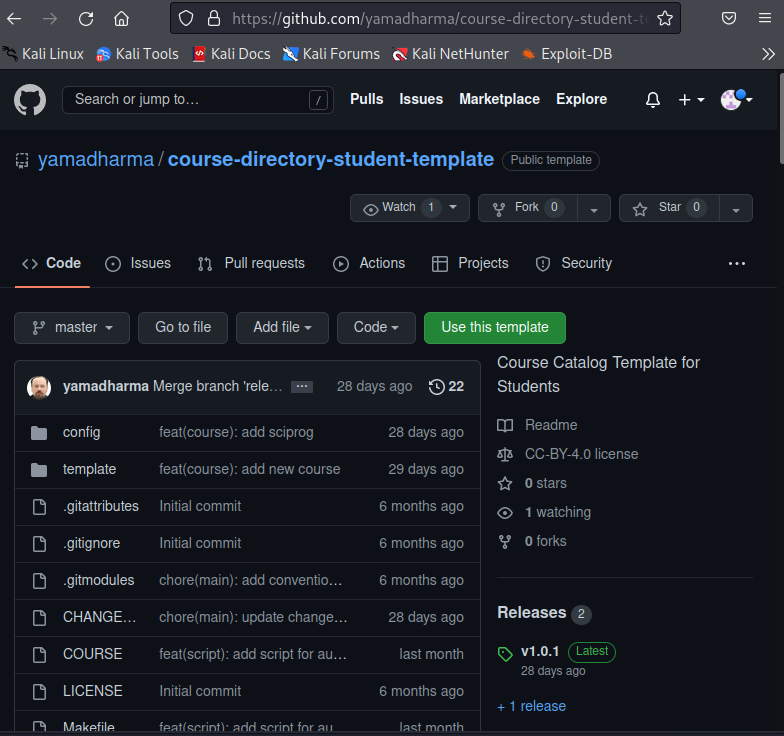 https://github.com/yamadharma/course-directory-student-te
Kali Linux Kali Tools Kali Docs Kali Forums Kali NetHunter Exploit-DB
Search or jump to… / Pulls Issues Marketplace Explore
yamadharma / course-directory-student-template Public template
Watch 1 Fork 0 Star 0
Code Issues Pull requests Actions Projects Security
master Go to file Add file Code Use this template
Course Catalog Template for
Students
yamadharma Merge branch 'rele… 28 days ago 22
config feat(course): add sciprog 28 days ago
template feat(course): add new course 29 days ago
.gitattributes Initial commit 6 months ago
.gitignore Initial commit 6 months ago
.gitmodules chore(main): add conventio… 6 months ago
CHANGE… chore(main): update change… 28 days ago
COURSE feat(script): add script for au… last month
LICENSE Initial commit 6 months ago
Makefile feat(script): add script for au… last month
Readme
CC-BY-4.0 license
0 stars
1 watching
0 forks
Releases 2
v1.0.1 Latest
28 days ago
+ 1 release